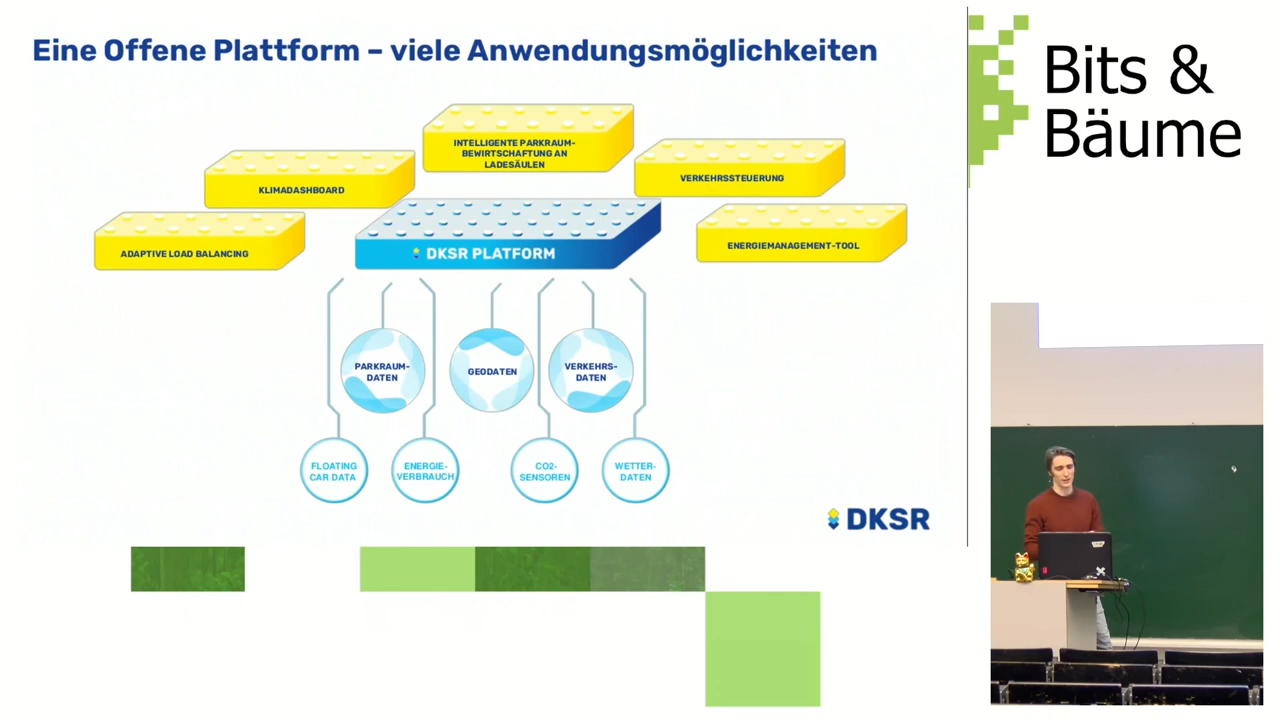 Eine Offene Plattform – viele Anwendungsmöglichkeiten
Bits &
Bäume
INTELLIGENTE PARKRAUM-
BEWIRTSCHAFTUNG AN
LADESÄULEN
KLIMADASHBOARD
VERKEHRSSTEUERUNG
ADAPTIVE LOAD BALANCING
DKSR PLATFORM
ENERGIEMANAGEMENT-TOOL
PARKRAUM-
DATEN
GEODATEN
VERKEHRS-
DATEN
FLOATING
CAR DATA
ENERGIE-
VERBRAUCH
CO2-
SENSOREN
WETTER-
DATEN
DKSR